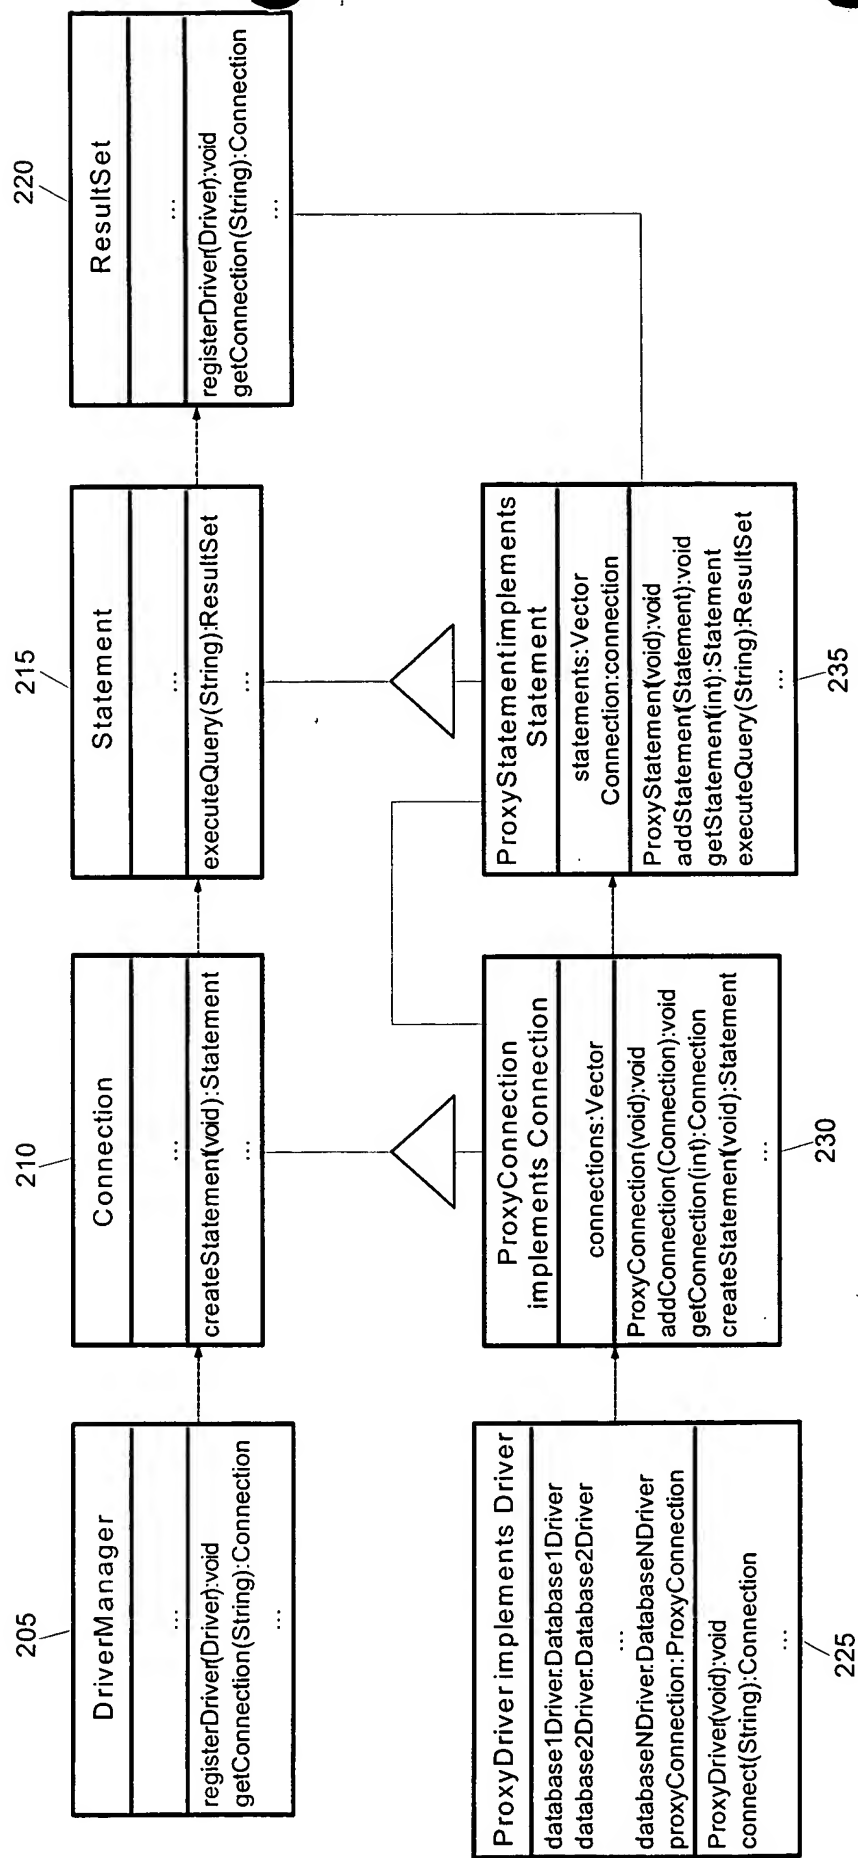 205
DriverManager
...
registerDriver(Driver):void
getConnection(String):Connection
...
210
Connection
...
createStatement(void):Statement
...
215
Statement
...
executeQuery(String):ResultSet
...
220
ResultSet
...
registerDriver(Driver):void
getConnection(String):Connection
...
ProxyDriver implements Driver
database1Driver.Database1Driver
database2Driver.Database2Driver
...
databaseNDriver.DatabaseNDriver
proxyConnection:ProxyConnection
ProxyDriver(void):void
connect(String):Connection
...
225
ProxyConnection
implements Connection
connections:Vector
ProxyConnection(void):void
addConnection(Connection):void
getConnection(int):Connection
createStatement(void):Statement
...
230
ProxyStatementimplements
Statement
statements:Vector
Connection:connection
ProxyStatement(void):void
addStatement(Statement):void
getStatement(int):Statement
executeQuery(String):ResultSet
...
235